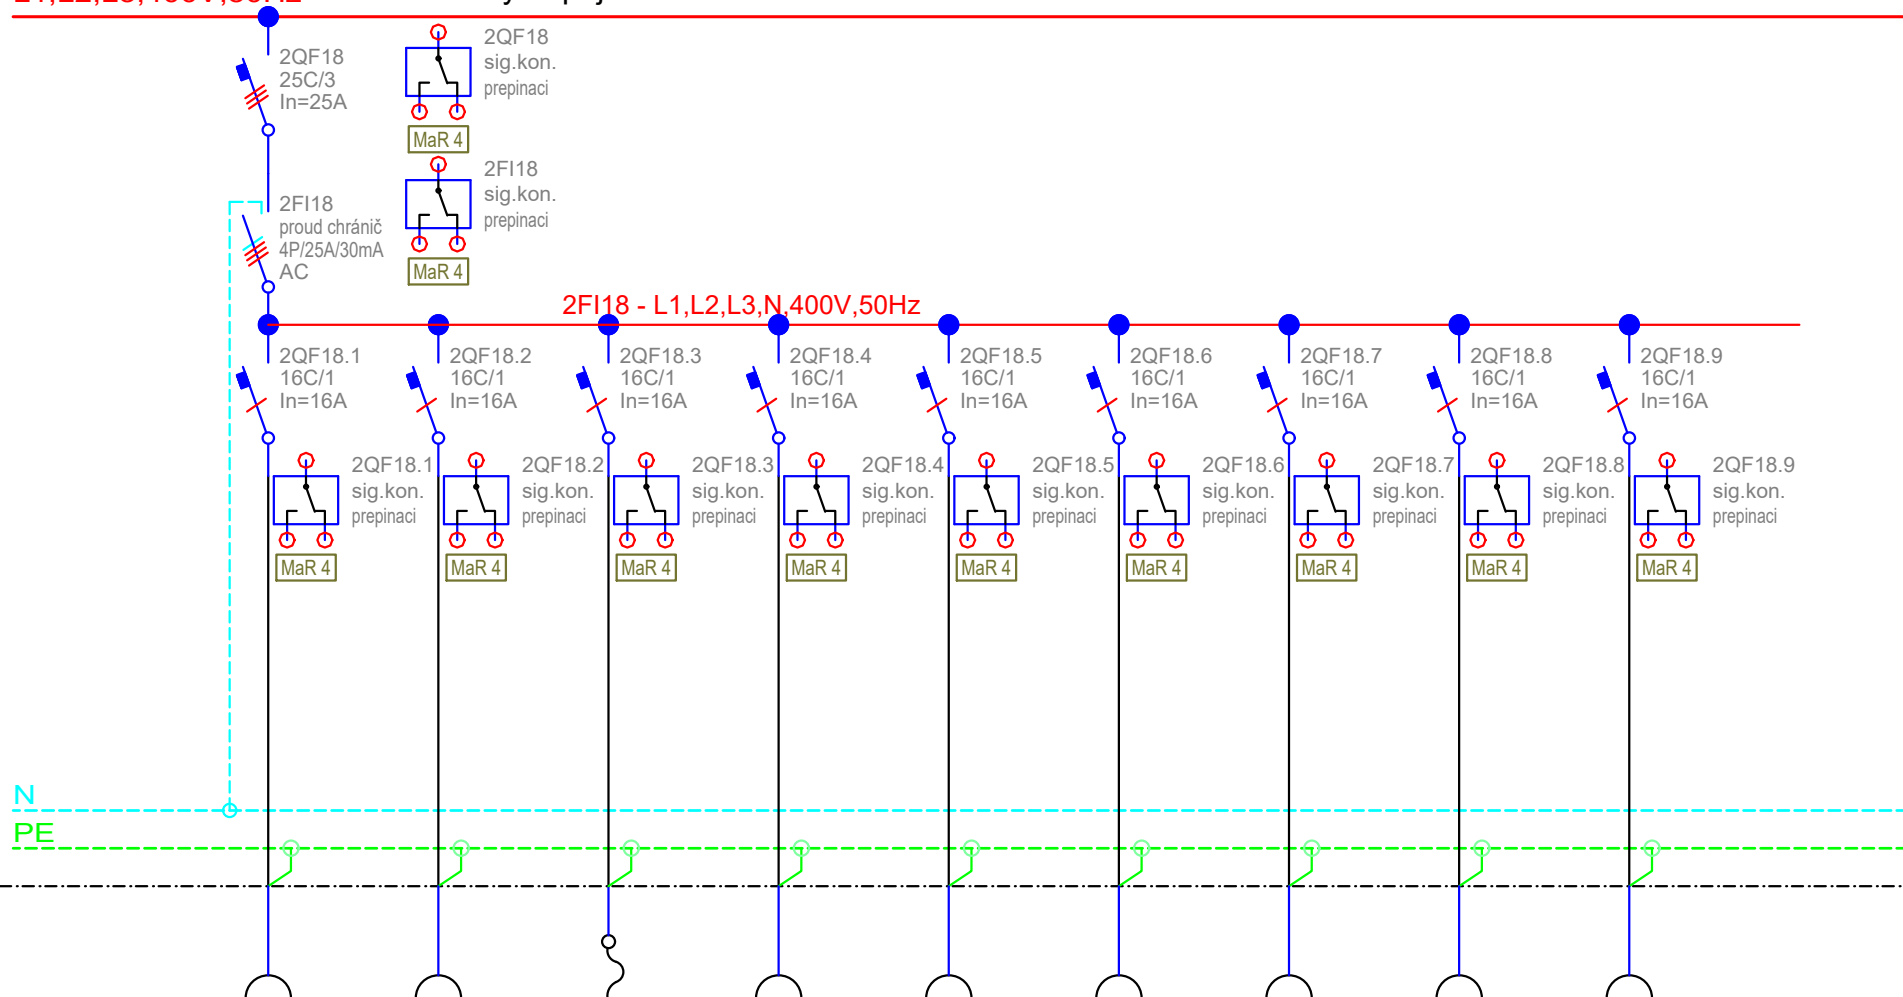 2QF18
25C/3
In=25A
2QF18
sig.kon.
prepinaci
MaR 4
2FI18
proud chránič
4P/25A/30mA
AC
2FI18
sig.kon.
prepinaci
MaR 4
2FI18 - L1,L2,L3,N,400V,50Hz
2QF18.1
16C/1
In=16A
2QF18.2
16C/1
In=16A
2QF18.3
16C/1
In=16A
2QF18.4
16C/1
In=16A
2QF18.5
16C/1
In=16A
2QF18.6
16C/1
In=16A
2QF18.7
16C/1
In=16A
2QF18.8
16C/1
In=16A
2QF18.9
16C/1
In=16A
2QF18.1
sig.kon.
prepinaci
MaR 4
2QF18.2
sig.kon.
prepinaci
MaR 4
2QF18.3
sig.kon.
prepinaci
MaR 4
2QF18.4
sig.kon.
prepinaci
MaR 4
2QF18.5
sig.kon.
prepinaci
MaR 4
2QF18.6
sig.kon.
prepinaci
MaR 4
2QF18.7
sig.kon.
prepinaci
MaR 4
2QF18.8
sig.kon.
prepinaci
MaR 4
2QF18.9
sig.kon.
prepinaci
MaR 4
N
PE